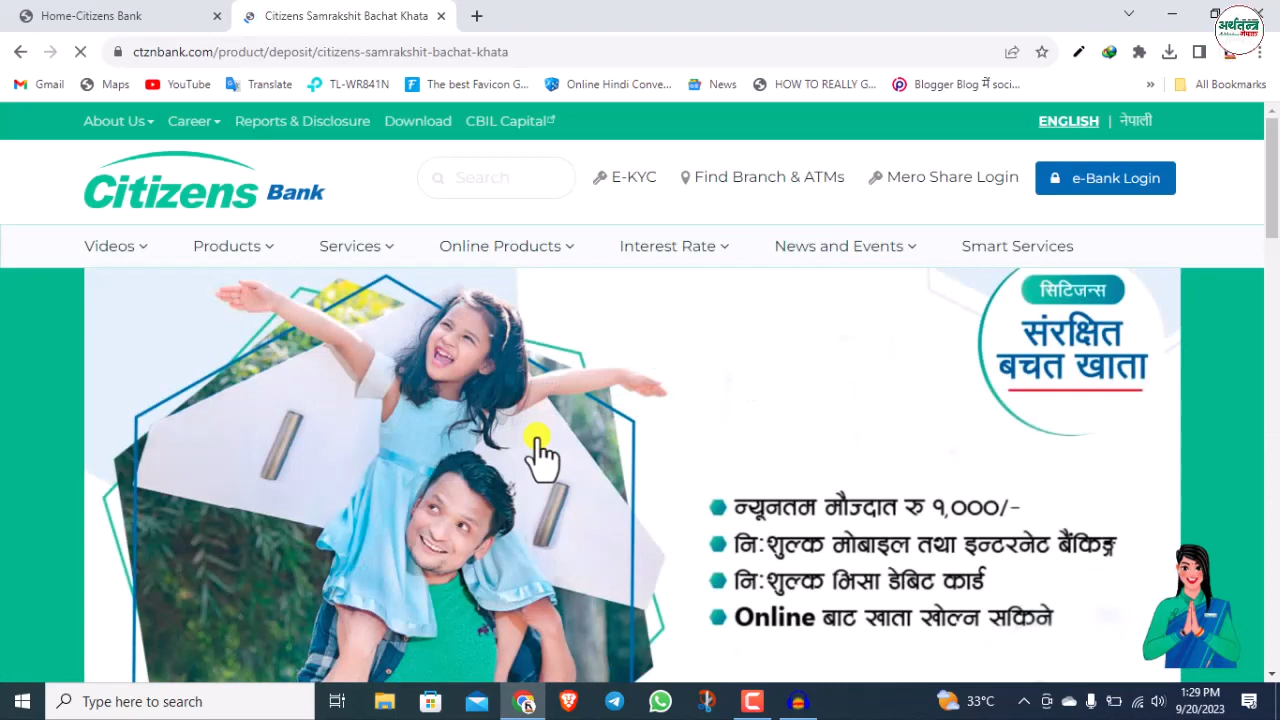 Home-Citizens Bank
Citizens Samrakshit Bachat Khata
अर्थतन्त्र
नेपाल
ctznbank.com/product/deposit/citizens-samrakshit-bachat-khata
Gmail Maps YouTube Translate TL-WR841N The best Favicon G... Online Hindi Conve... News HOW TO REALLY G... Blogger Blog में soci... » All Bookmarks
About Us Career Reports & Disclosure Download CBIL Capital ENGLISH | नेपाली
Citizens Bank
Search E-KYC Find Branch & ATMs Mero Share Login e-Bank Login
Videos Products Services Online Products Interest Rate News and Events Smart Services
सिटिजन्स
संरक्षित
बचत खाता
न्यूनतम मौज्दात रु १,०००/-
नि:शुल्क मोबाइल तथा इन्टरनेट बैंकिङ्ग
नि:शुल्क भिसा डेबिट कार्ड
Online बाट खाता खोल्न सकिने
Type here to search
33°C
1:29 PM
9/20/2023